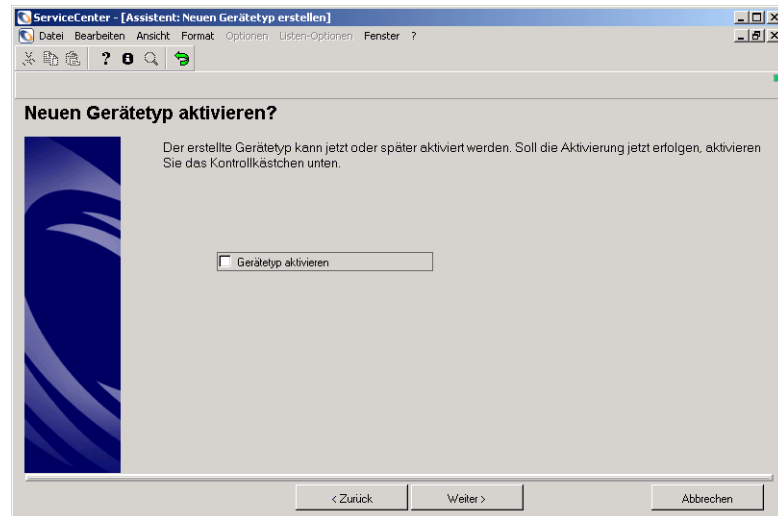 ServiceCenter - [Assistent: Neuen Gerätetyp erstellen]
Datei Bearbeiten Ansicht Format Optionen Listen-Optionen Fenster ?
Neuen Gerätetyp aktivieren?
Der erstellte Gerätetyp kann jetzt oder später aktiviert werden. Soll die Aktivierung jetzt erfolgen, aktivieren
Sie das Kontrollkästchen unten.
Gerätetyp aktivieren
< Zurück Weiter > Abbrechen